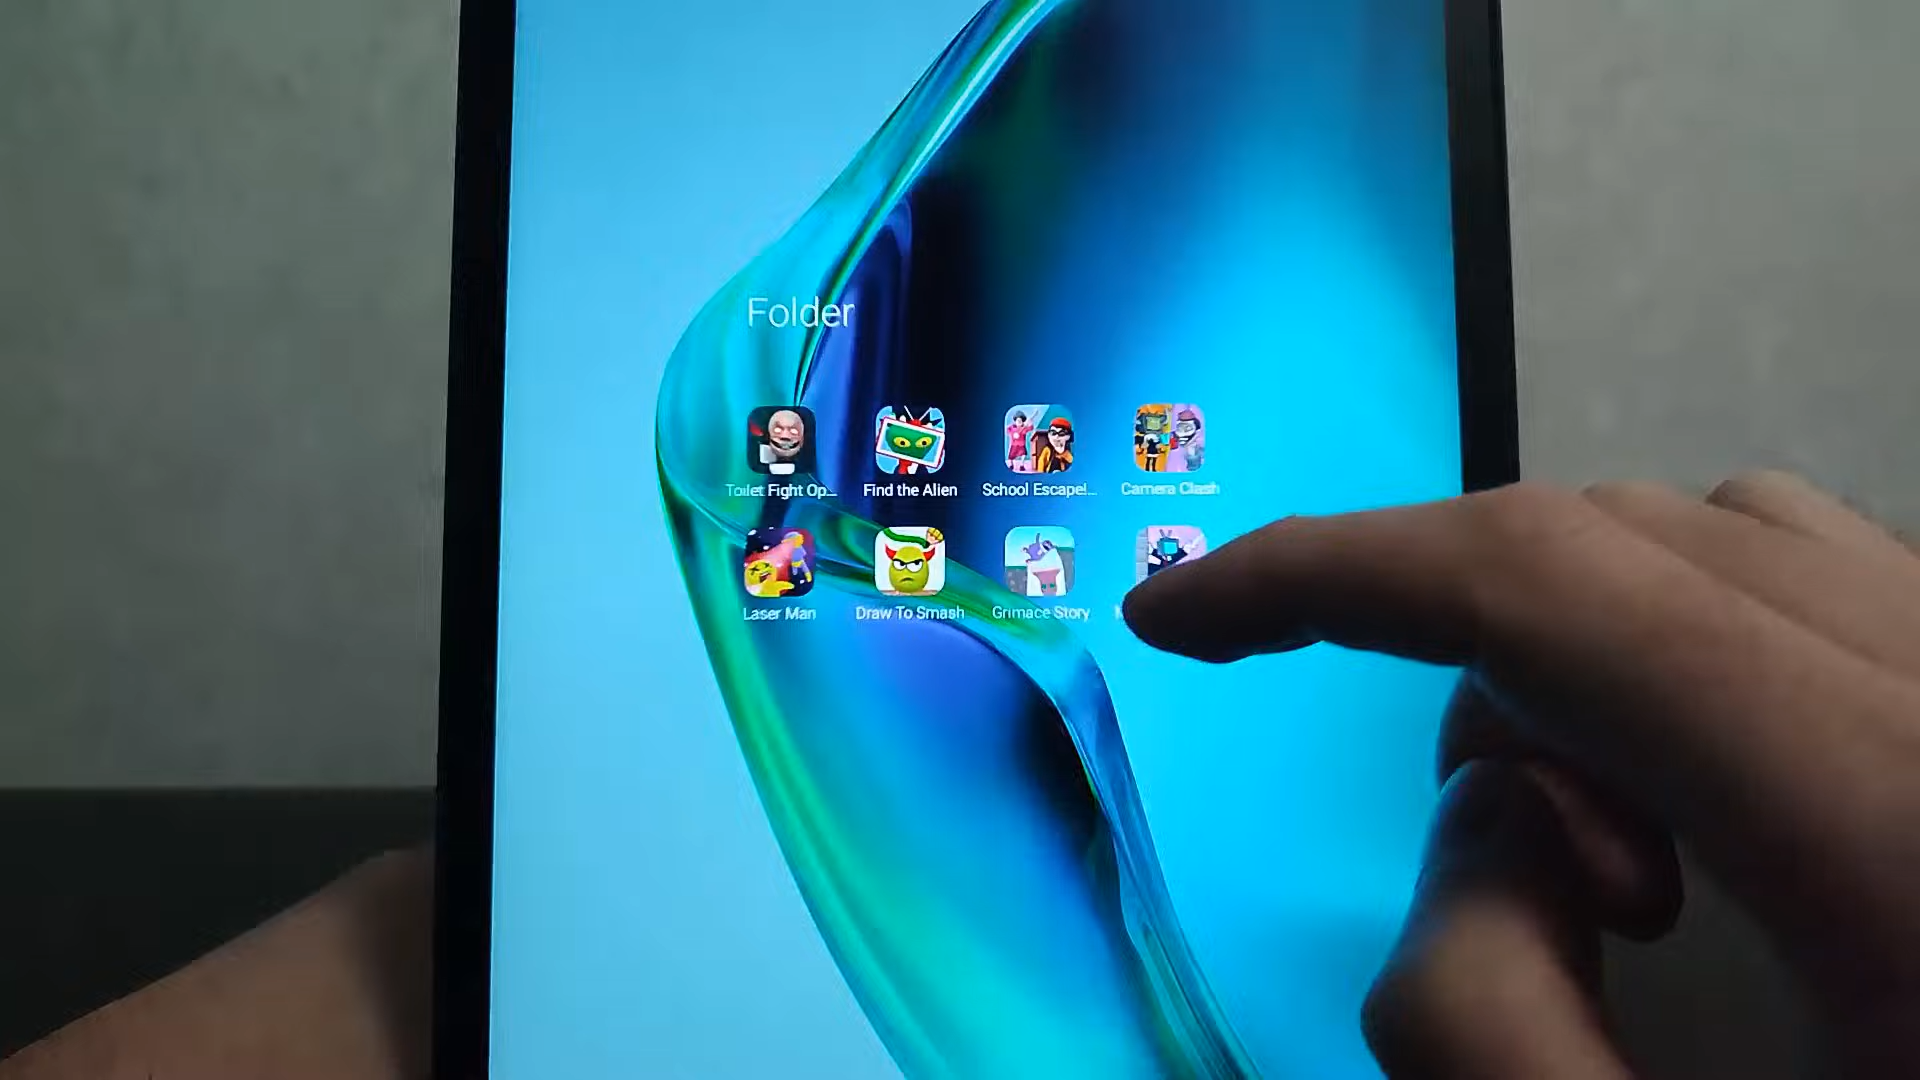 Folder
Toilet Fight Op...
Find the Alien
School Escape!...
Camera Clash
Laser Man
Draw To Smash
Grimace Story